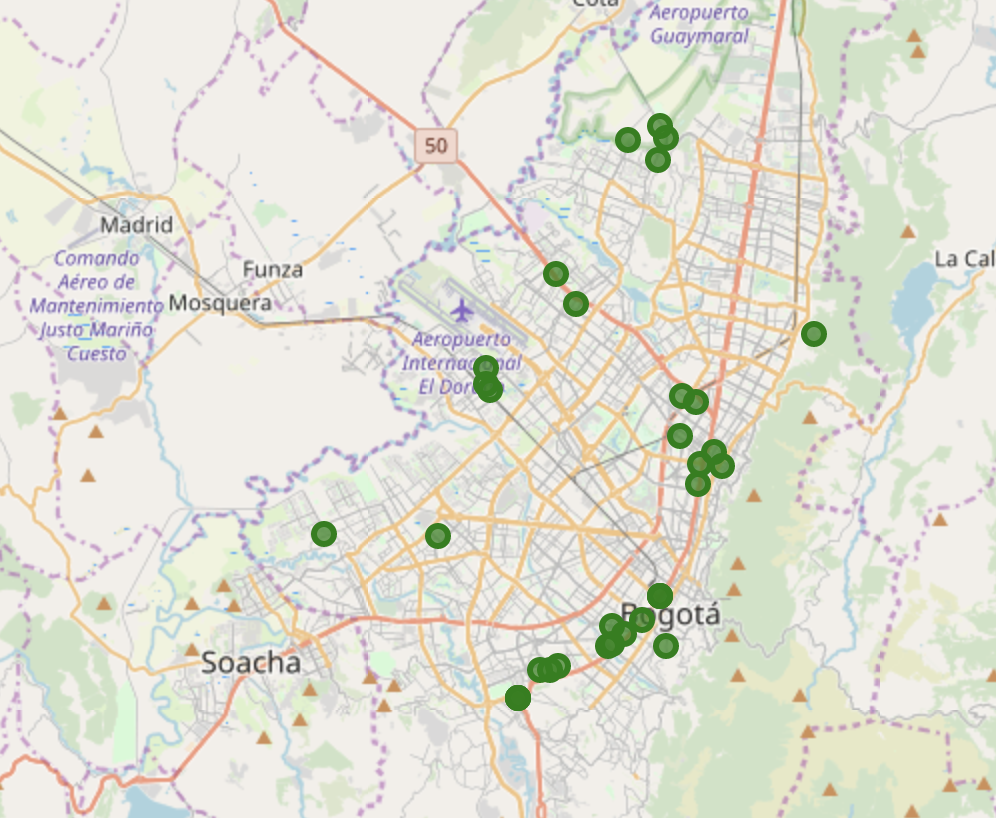 Cota
Aeropuerto
Guaymaral
50
Madrid
Comando
Aéreo de
Mantenimiento
Justo Mariño
Cuesto
Funza
Mosquera
La Cal
Aeropuerto
Internacional
El Dorado
Bogotá
Soacha